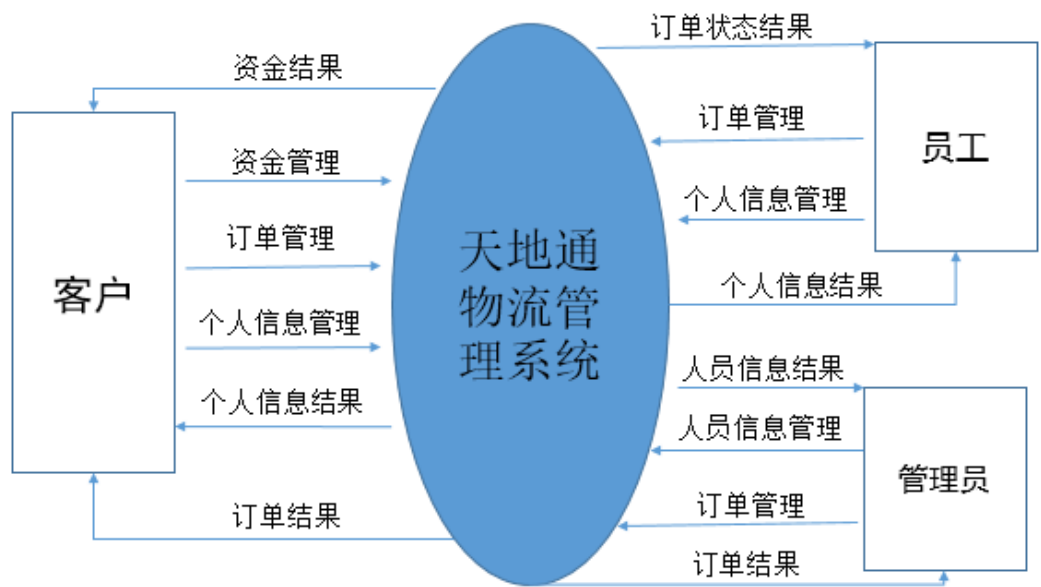 订单状态结果
资金结果
订单管理
员工
资金管理
个人信息管理
订单管理
天地通
物流管
理系统
客户
个人信息结果
个人信息管理
人员信息结果
个人信息结果
人员信息管理
管理员
订单管理
订单结果
订单结果